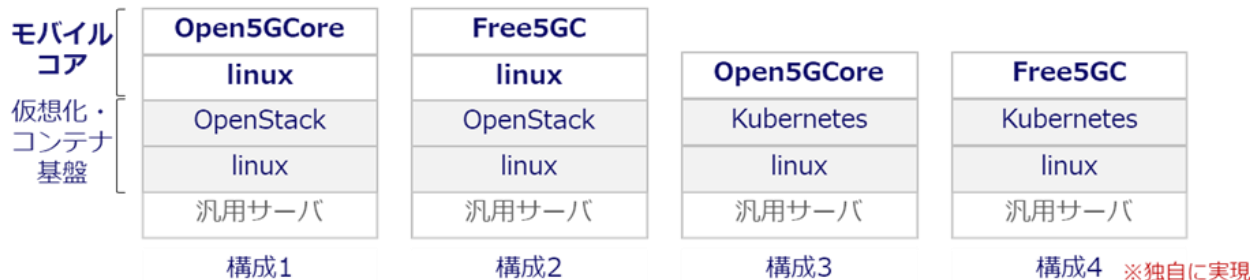 モバイル
コア
仮想化・
コンテナ
基盤
Open5GCore
linux
OpenStack
linux
汎用サーバ
構成1
Free5GC
linux
OpenStack
linux
汎用サーバ
構成2
Open5GCore
Kubernetes
linux
汎用サーバ
構成3
Free5GC
Kubernetes
linux
汎用サーバ
構成4
※独自に実現